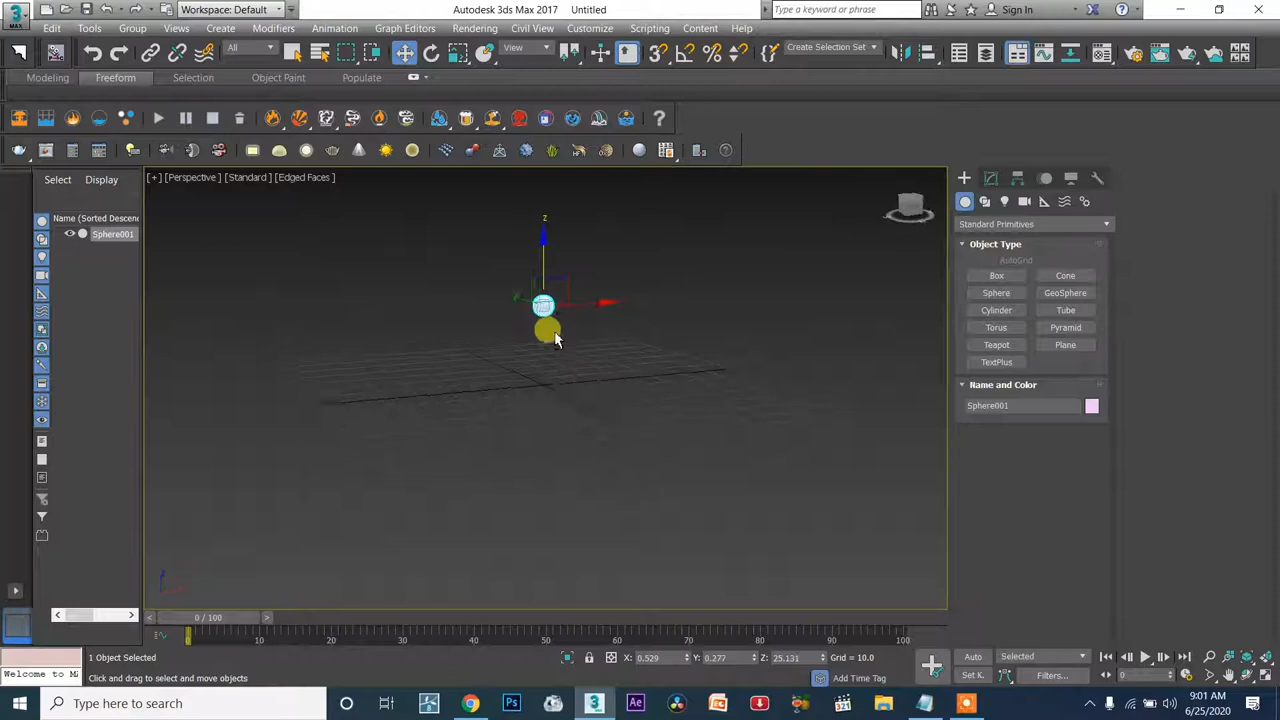 3 MAX
Workspace: Default
Autodesk 3ds Max 2017 Untitled
Type a keyword or phrase
Sign In
Edit Tools Group Views Create Modifiers Animation Graph Editors Rendering Civil View Customize Scripting Content Help
All
View
Create Selection Set
Modeling Freeform Selection Object Paint Populate
Select Display
[+] [Perspective ] [Standard ] [Edged Faces ]
Name (Sorted Descen
Sphere001
z
Standard Primitives
Object Type
AutoGrid
Box Cone
Sphere GeoSphere
Cylinder Tube
Torus Pyramid
Teapot Plane
TextPlus
Name and Color
Sphere001
0 / 100
0 10 20 30 40 50 60 70 80 90 100
1 Object Selected
X: 0.529 Y: 0.277 Z: 25.131 Grid = 10.0
Auto Selected
Welcome to M
Click and drag to select and move objects
Add Time Tag
Set K. Filters...
0
Type here to search
9:01 AM
6/25/2020